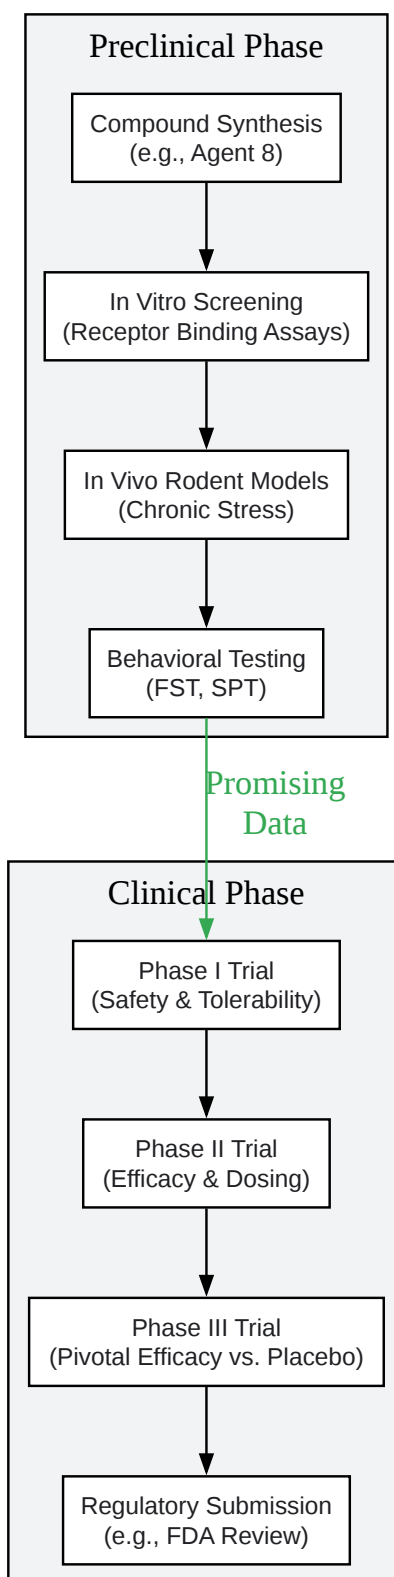 Preclinical Phase
Compound Synthesis
(e.g., Agent 8)
In Vitro Screening
(Receptor Binding Assays)
In Vivo Rodent Models
(Chronic Stress)
Behavioral Testing
(FST, SPT)
Promising
Data
Clinical Phase
Phase I Trial
(Safety & Tolerability)
Phase II Trial
(Efficacy & Dosing)
Phase III Trial
(Pivotal Efficacy vs. Placebo)
Regulatory Submission
(e.g., FDA Review)